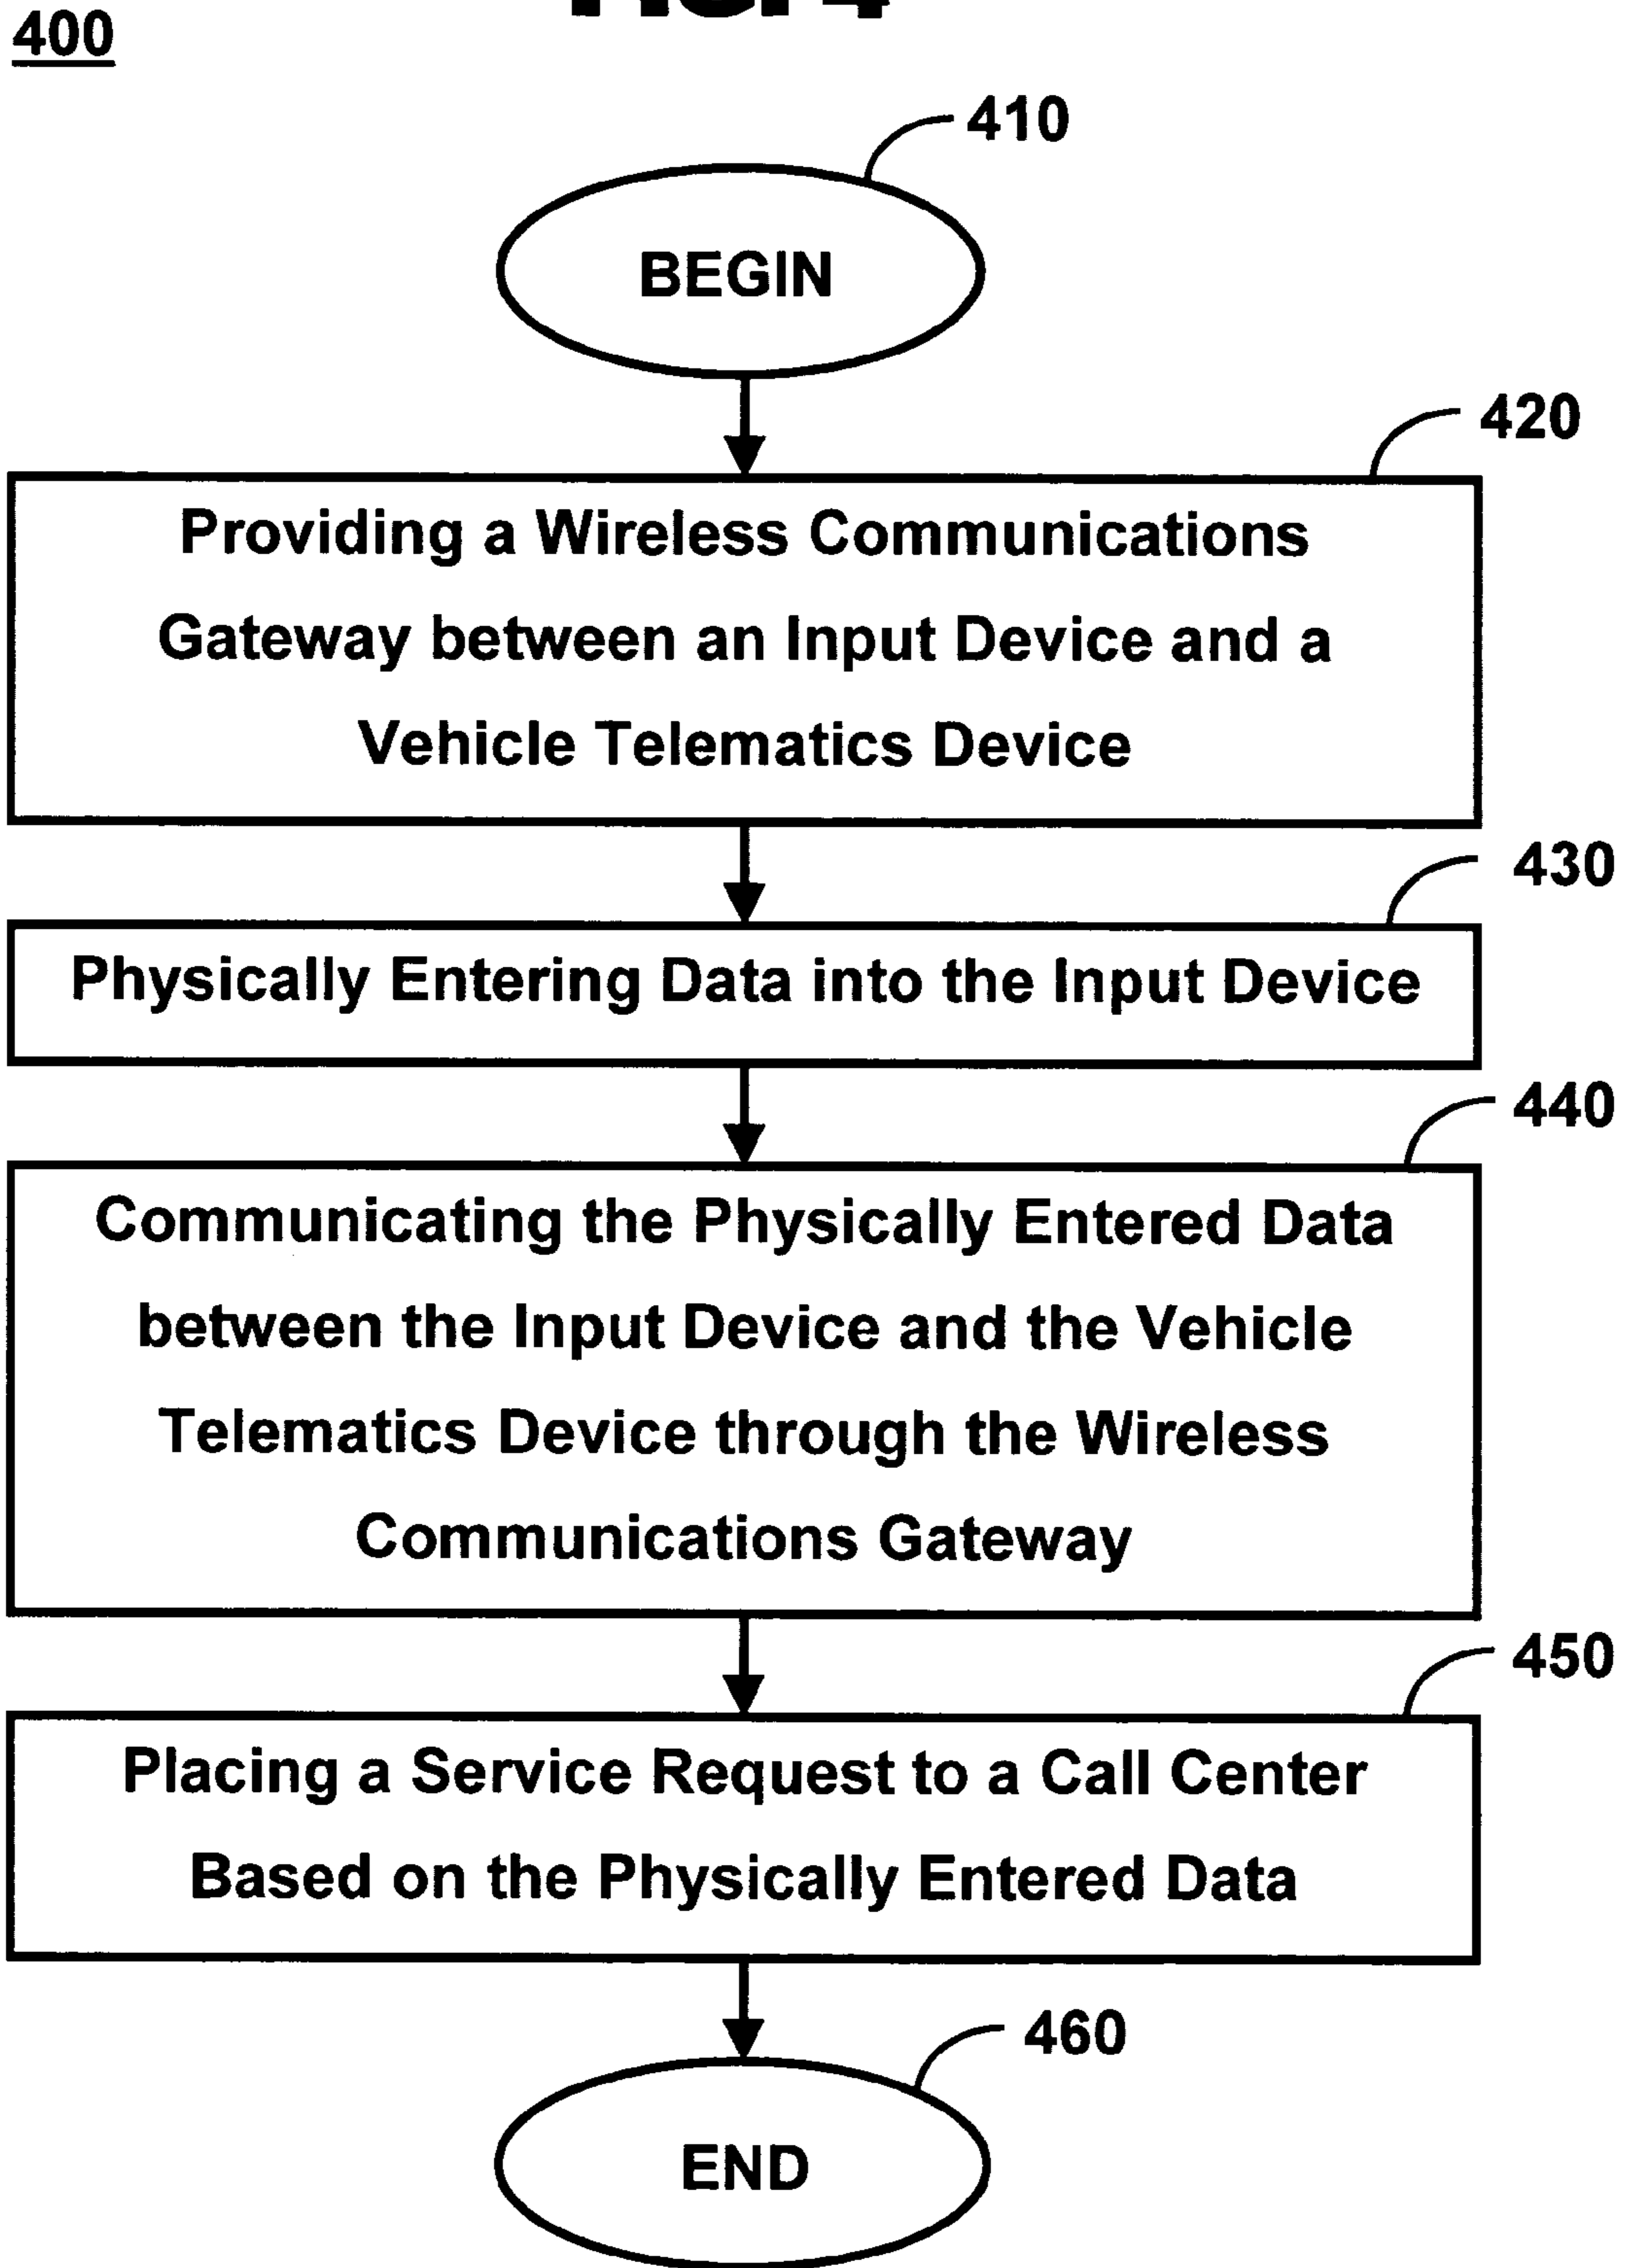 400
410
BEGIN
420
Providing a Wireless Communications
Gateway between an Input Device and a
Vehicle Telematics Device
430
Physically Entering Data into the Input Device
440
Communicating the Physically Entered Data
between the Input Device and the Vehicle
Telematics Device through the Wireless
Communications Gateway
450
Placing a Service Request to a Call Center
Based on the Physically Entered Data
460
END